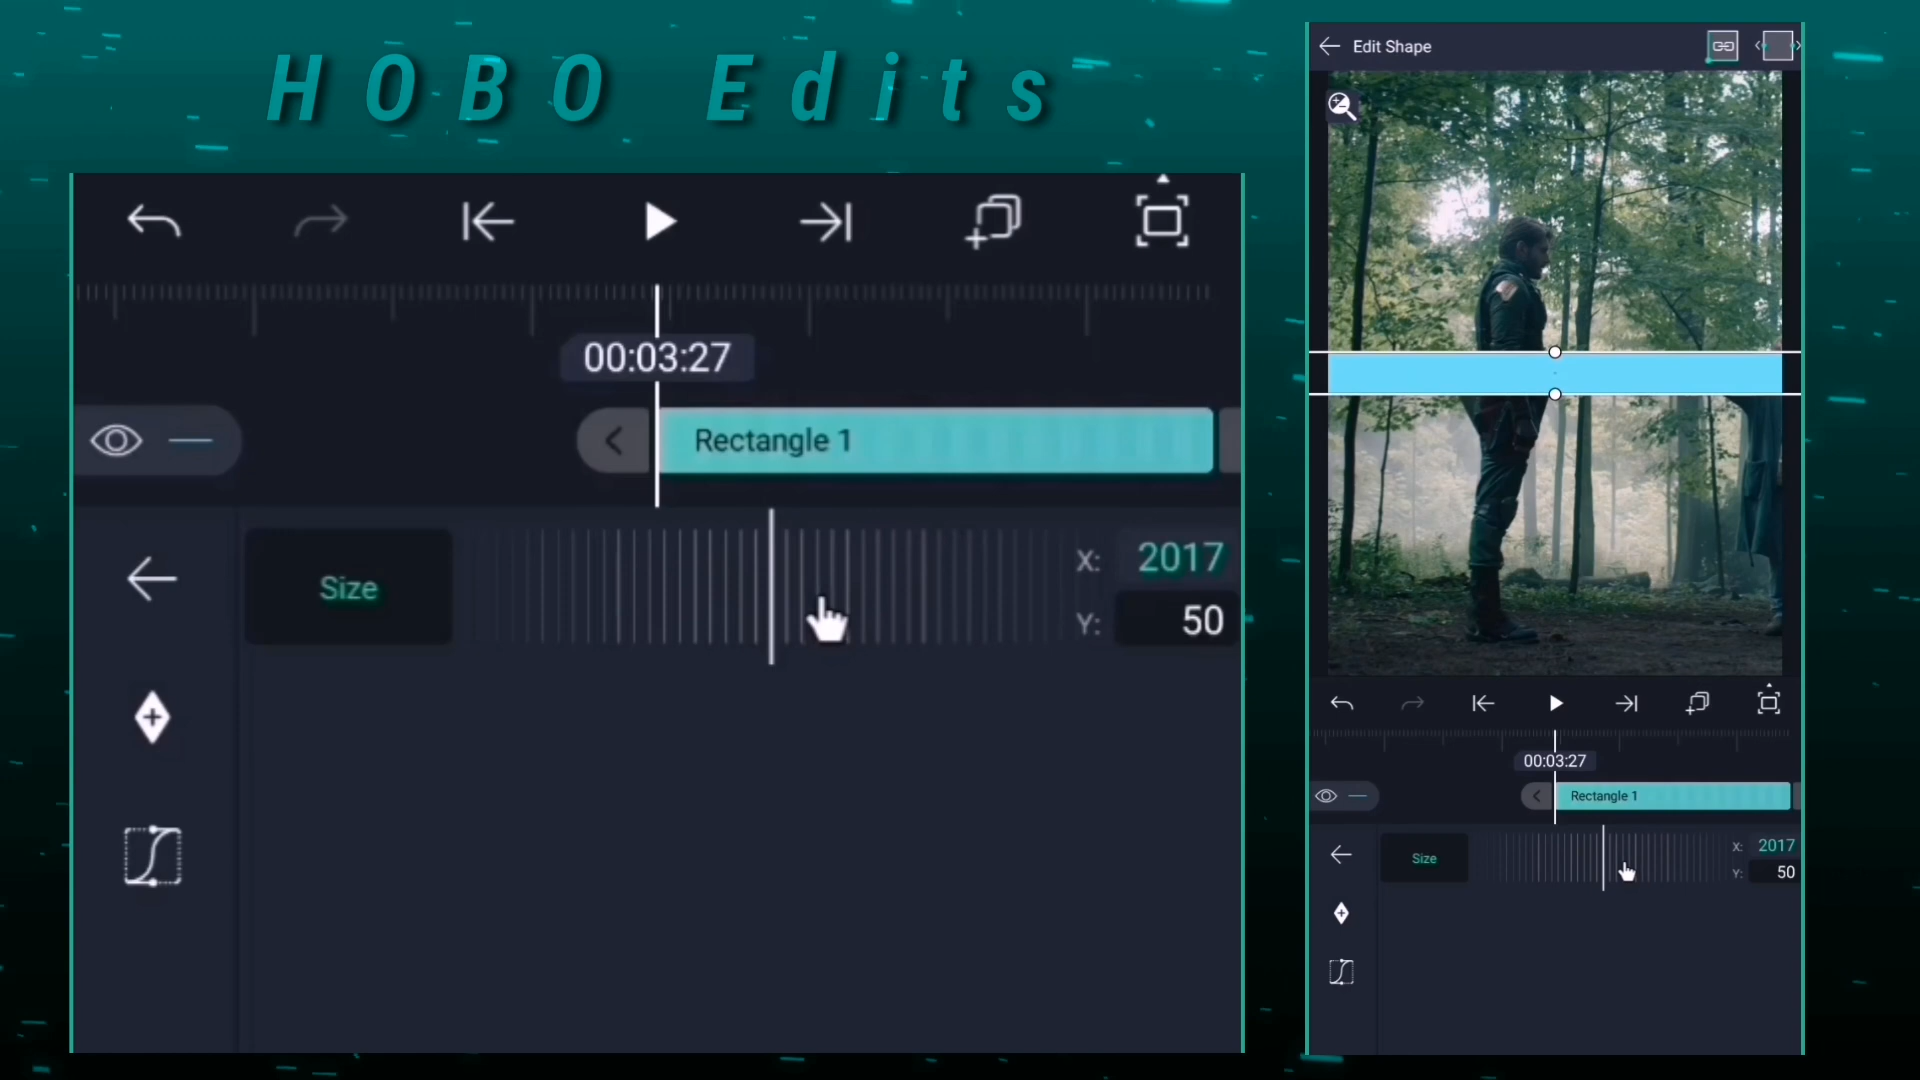 HOBO Edits
00:03:27
Rectangle 1
Size
X: 2017
Y: 50
Edit Shape
00:03:27
Rectangle 1
Size
X: 2017
Y: 50